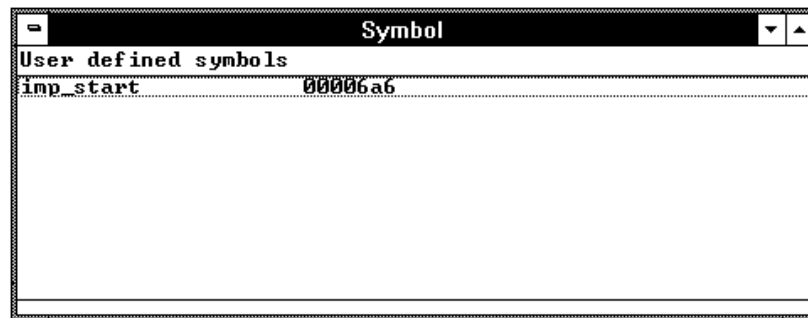 Symbol
User defined symbols
imp_start 00006a6